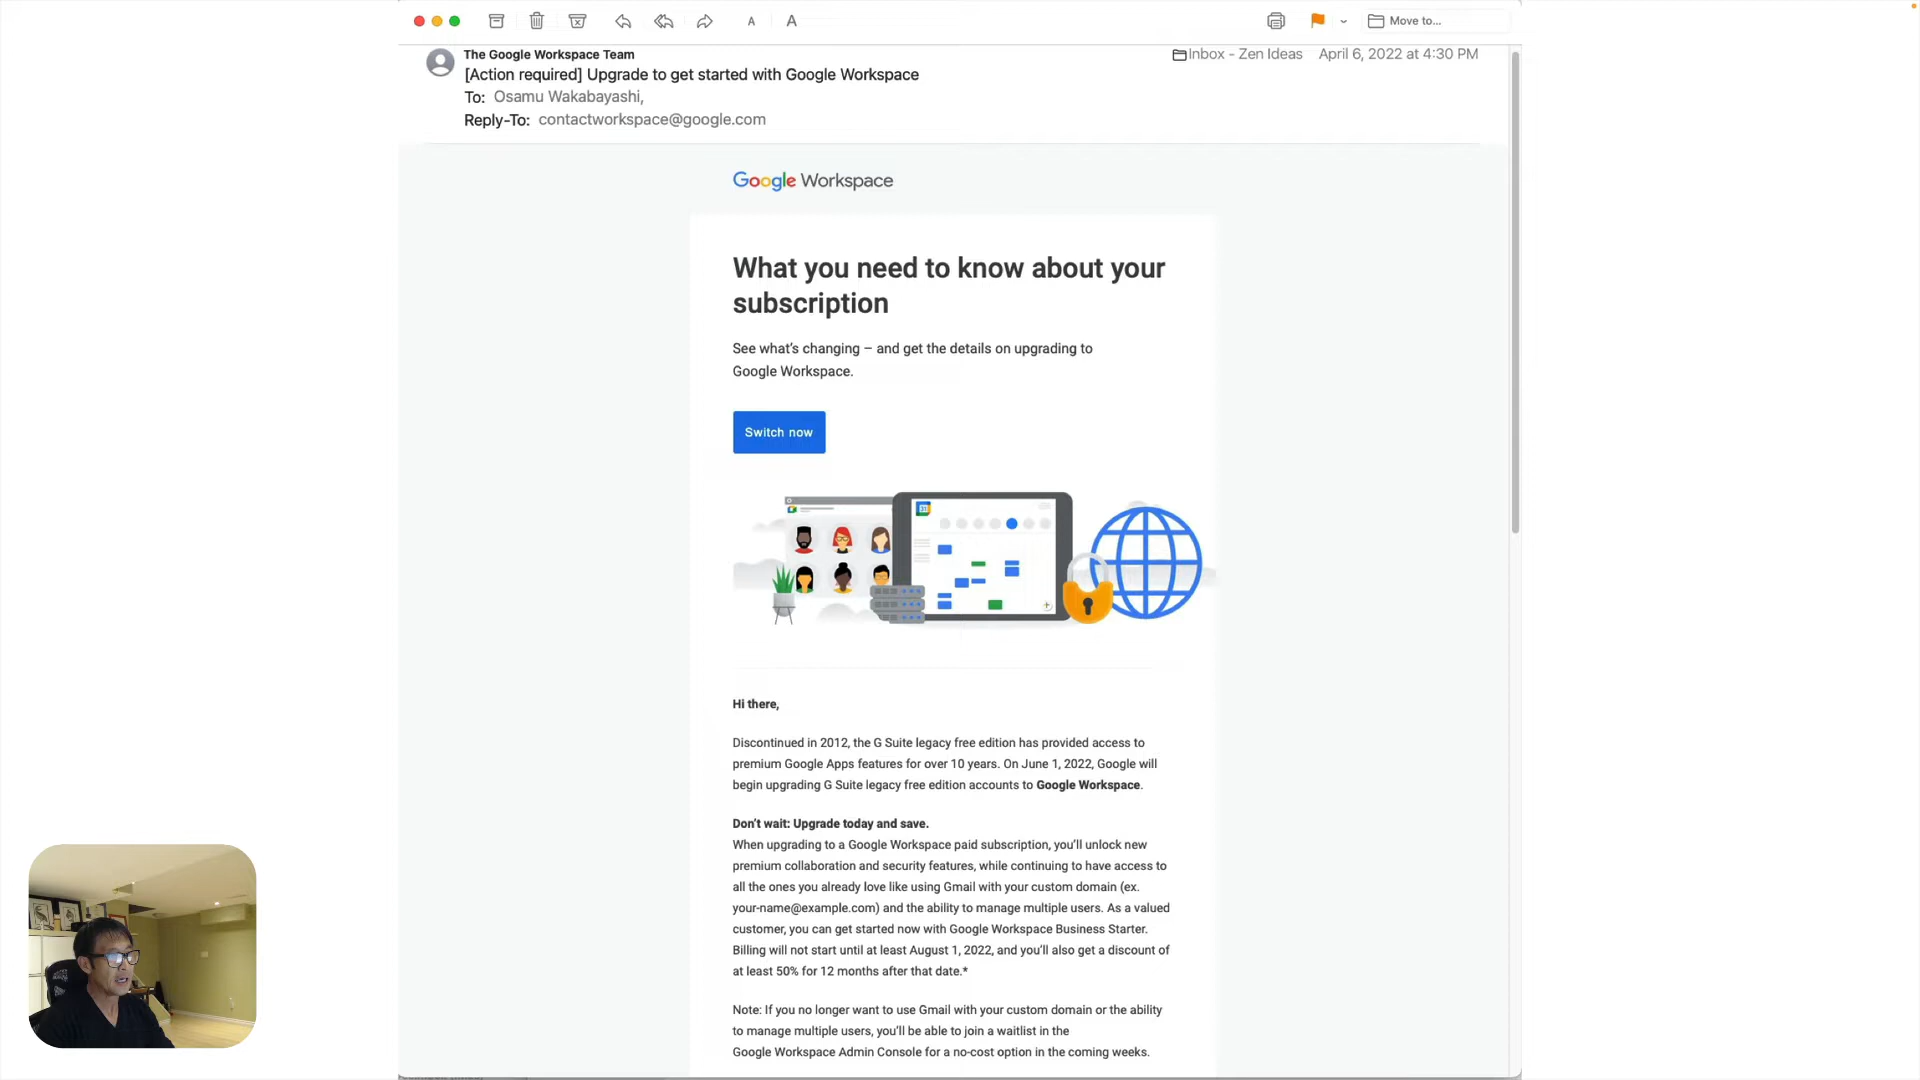 A A Move to...
The Google Workspace Team Inbox - Zen Ideas April 6, 2022 at 4:30 PM
[Action required] Upgrade to get started with Google Workspace
To: Osamu Wakabayashi,
Reply-To: contactworkspace@google.com
Google Workspace
What you need to know about your
subscription
See what's changing – and get the details on upgrading to
Google Workspace.
Switch now
31
Hi there,
Discontinued in 2012, the G Suite legacy free edition has provided access to
premium Google Apps features for over 10 years. On June 1, 2022, Google will
begin upgrading G Suite legacy free edition accounts to Google Workspace.
Don't wait: Upgrade today and save.
When upgrading to a Google Workspace paid subscription, you'll unlock new
premium collaboration and security features, while continuing to have access to
all the ones you already love like using Gmail with your custom domain (ex.
your-name@example.com) and the ability to manage multiple users. As a valued
customer, you can get started now with Google Workspace Business Starter.
Billing will not start until at least August 1, 2022, and you'll also get a discount of
at least 50% for 12 months after that date.*
Note: If you no longer want to use Gmail with your custom domain or the ability
to manage multiple users, you'll be able to join a waitlist in the
Google Workspace Admin Console for a no-cost option in the coming weeks.